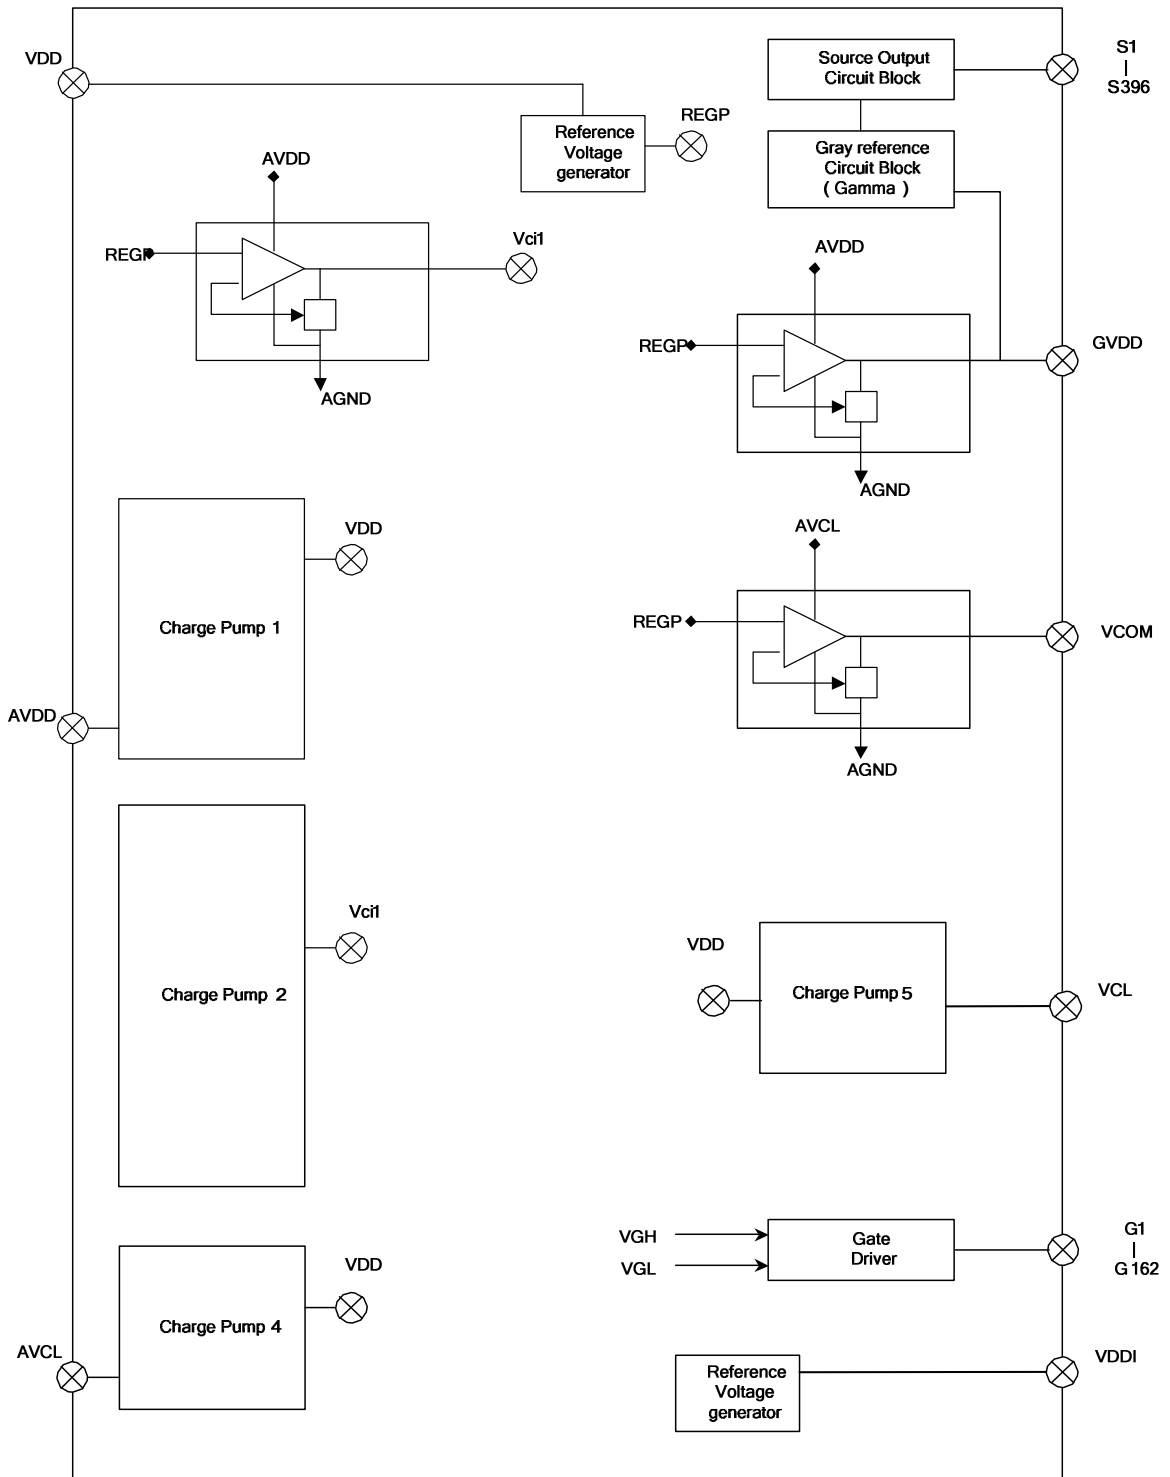 VDD
Source Output
Circuit Block
S1
S396
Reference
Voltage
generator
REGP
Gray reference
Circuit Block
( Gamma )
AVDD
REGP
Vci1
AGND
AVDD
REGP
GVDD
AGND
VDD
Charge Pump 1
AVDD
AVCL
REGP
VCOM
AGND
Vci1
Charge Pump 2
VDD
Charge Pump 5
VCL
VGH
VGL
Gate
Driver
G1
G 162
VDD
Charge Pump 4
AVCL
Reference
Voltage
generator
VDDI